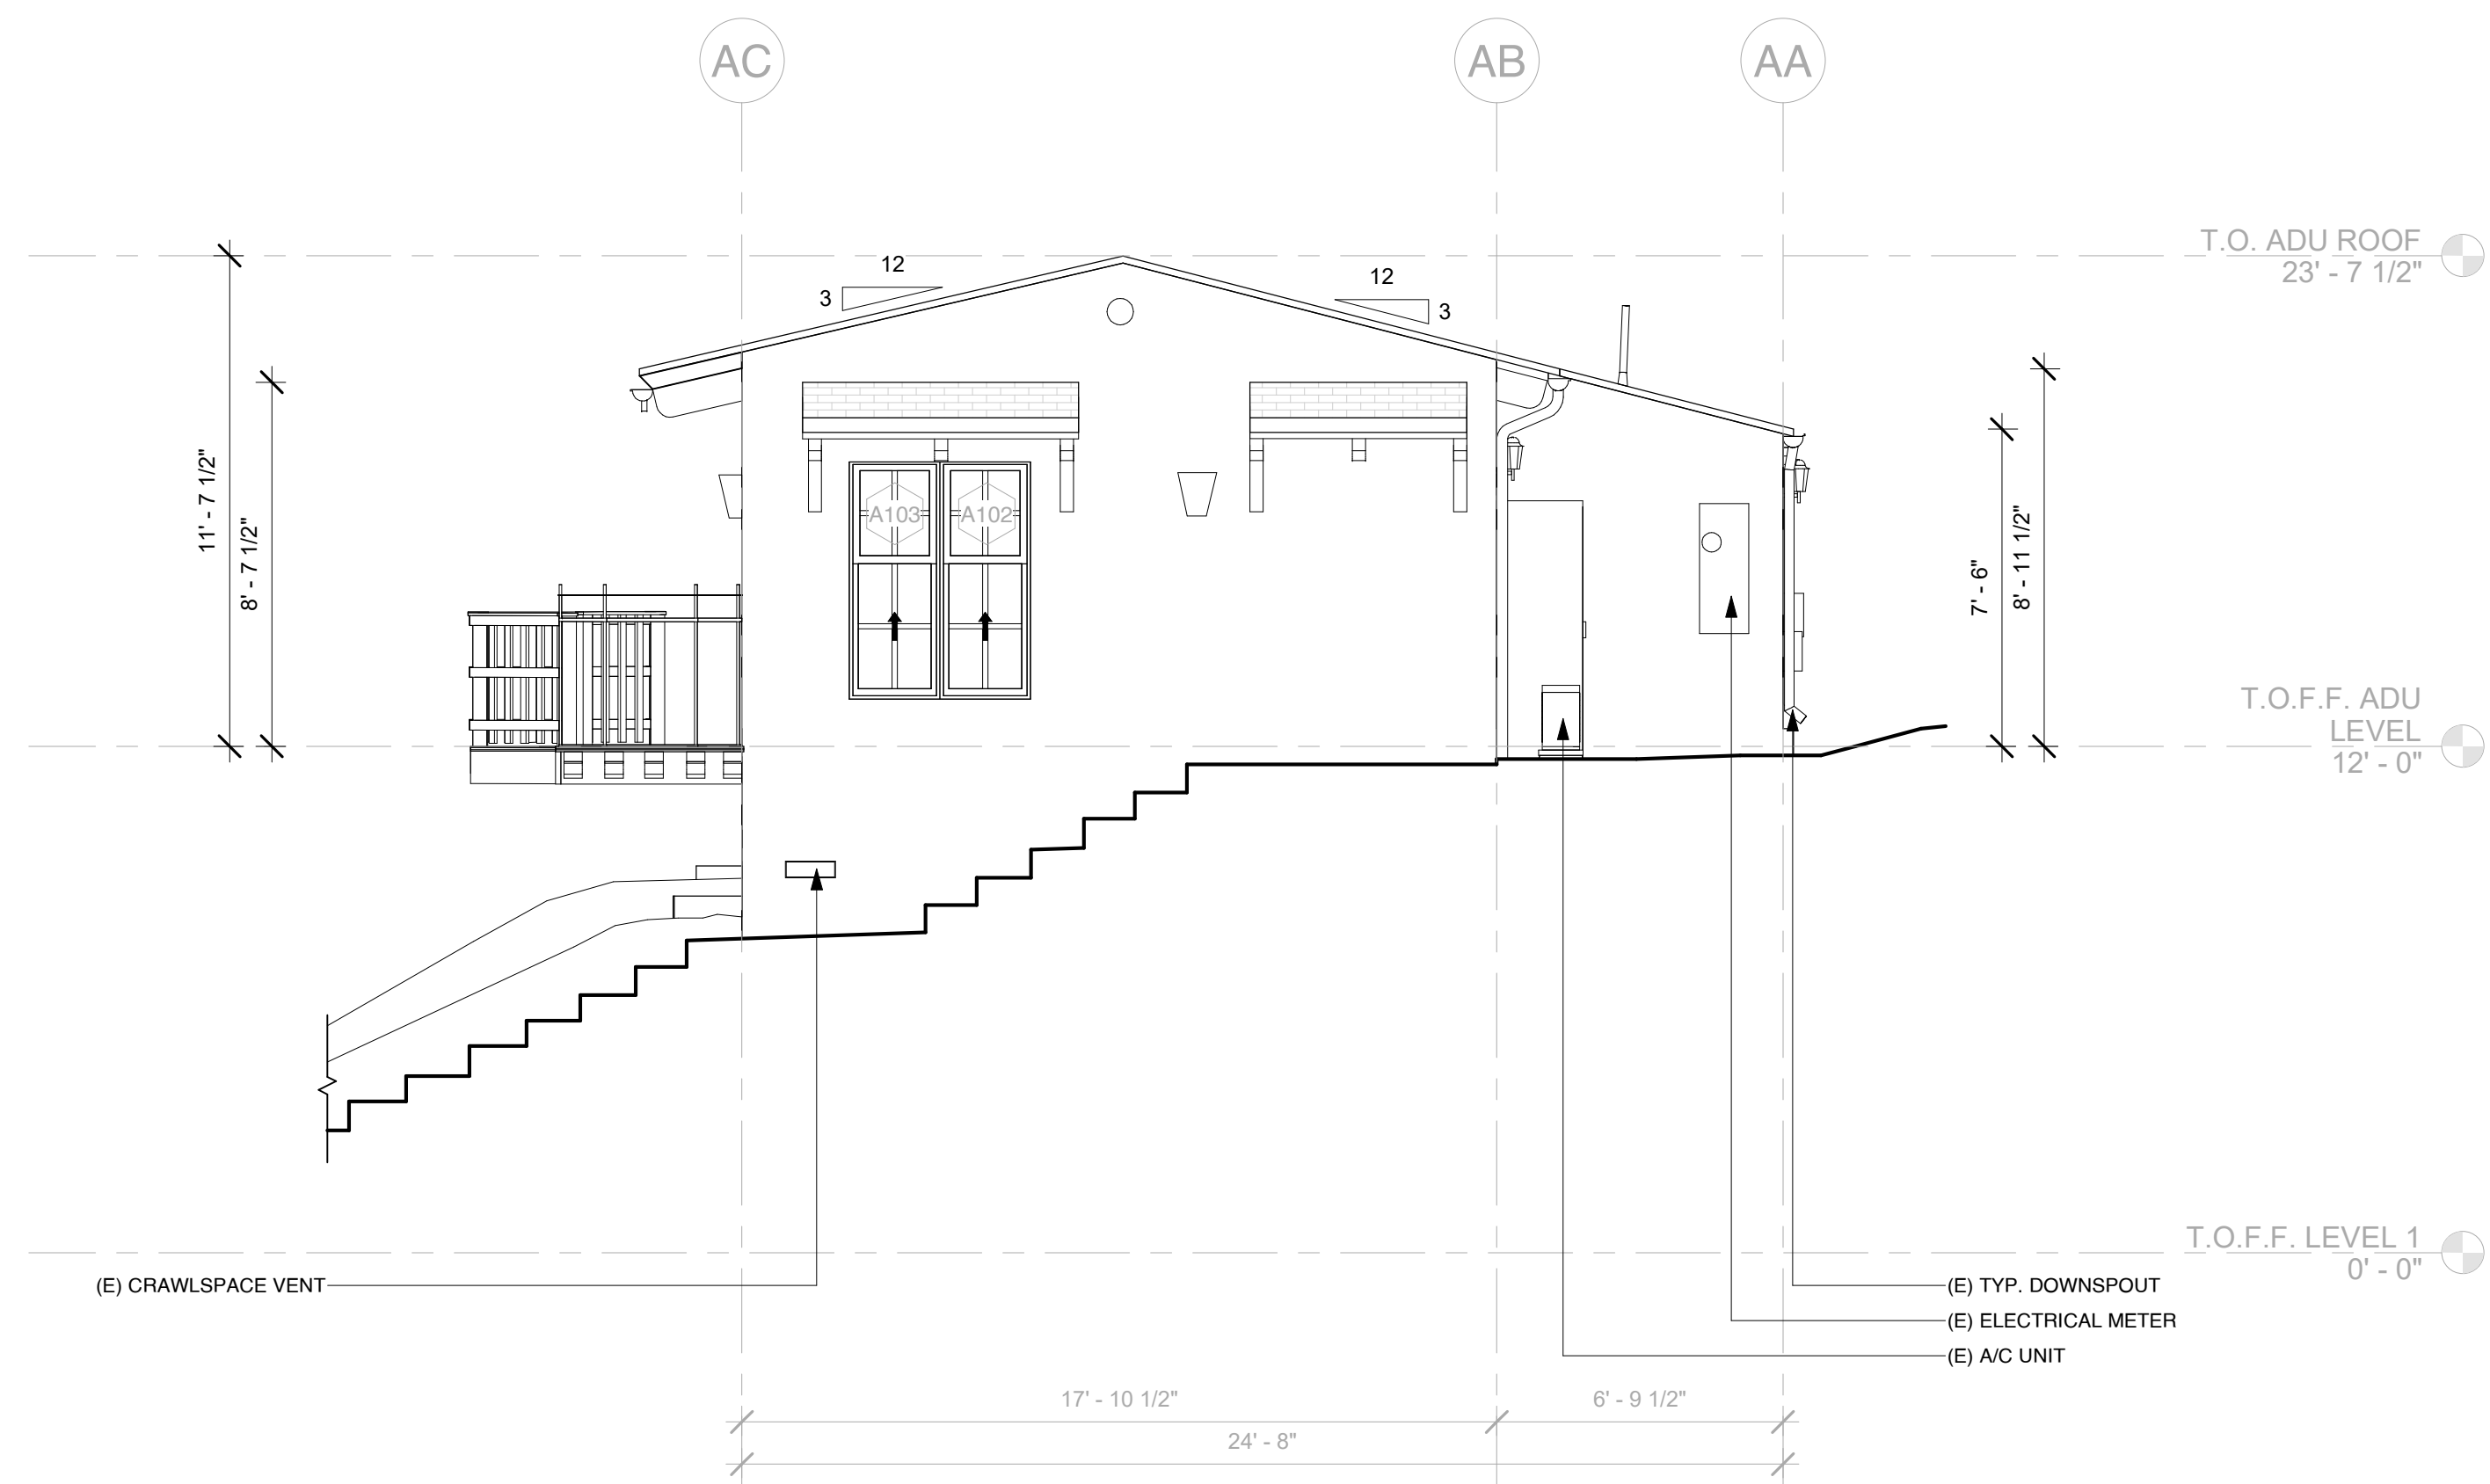 AC
AB
AA
T.O. ADU ROOF
23' - 7 1/2"
12
3
12
3
11' - 7 1/2"
8' - 7 1/2"
A103
A102
7' - 6"
8' - 11 1/2"
T.O.F.F. ADU
LEVEL
12' - 0"
T.O.F.F. LEVEL 1
0' - 0"
(E) CRAWLSPACE VENT
(E) TYP. DOWNSPOUT
(E) ELECTRICAL METER
(E) A/C UNIT
17' - 10 1/2"
6' - 9 1/2"
24' - 8"